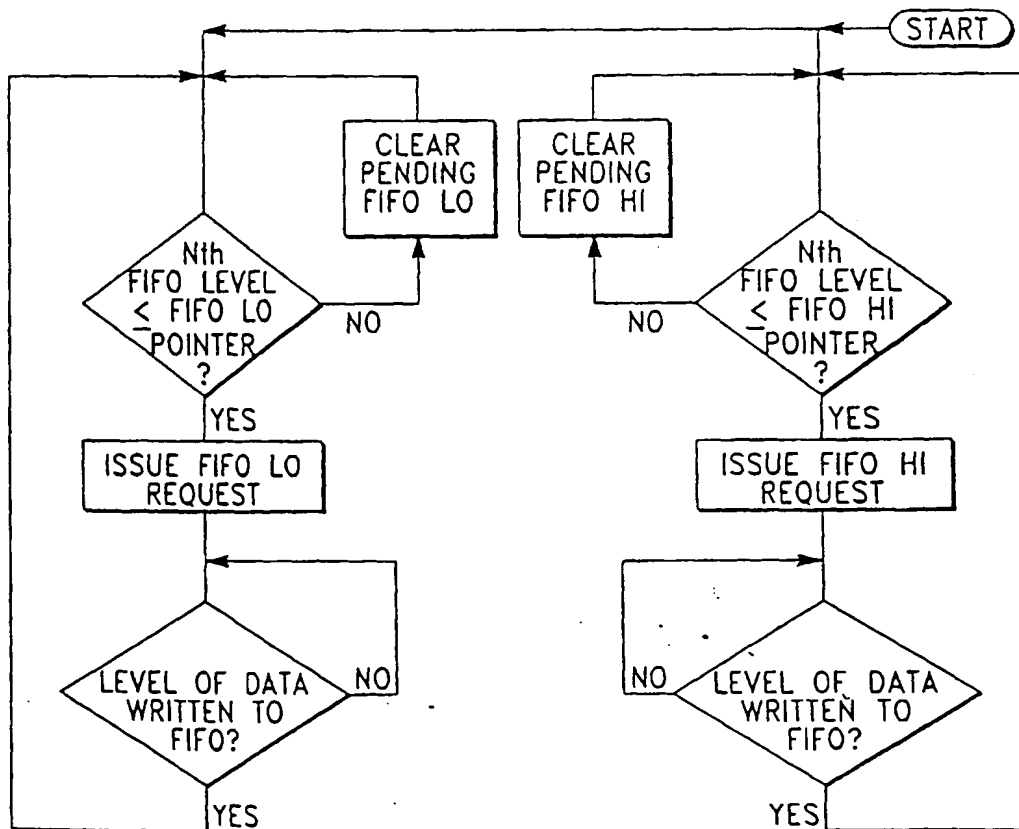 START
CLEAR
PENDING
FIFO LO
CLEAR
PENDING
FIFO HI
Nth
FIFO LEVEL
≤ FIFO LO
POINTER
?
NO
Nth
FIFO LEVEL
≤ FIFO HI
POINTER
?
NO
YES
YES
ISSUE FIFO LO
REQUEST
ISSUE FIFO HI
REQUEST
LEVEL OF DATA
WRITTEN TO
FIFO?
NO
LEVEL OF DATA
WRITTEN TO
FIFO?
NO
YES
YES